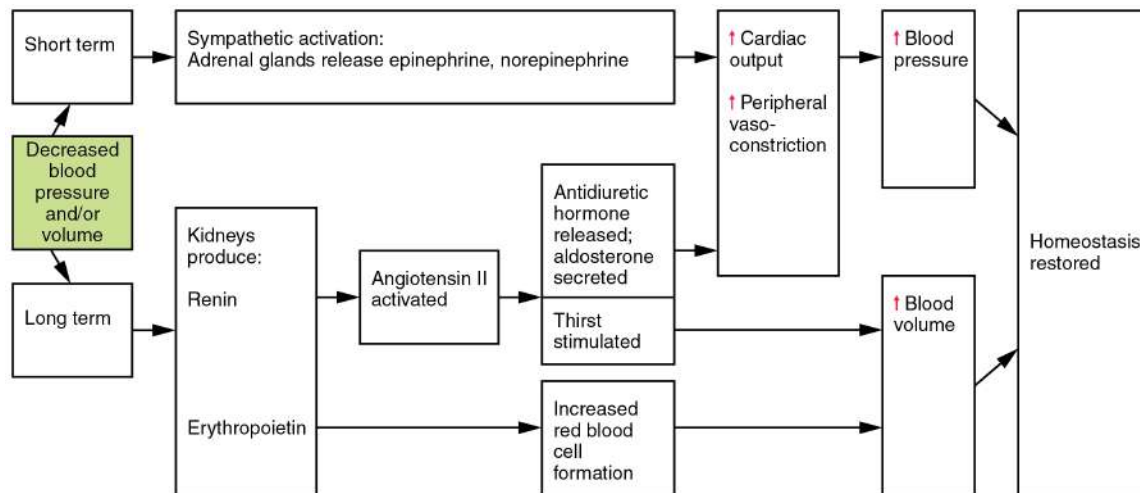 Short term
Sympathetic activation:
Adrenal glands release epinephrine, norepinephrine
↑ Cardiac
output
↑ Peripheral
vaso-
constriction
↑ Blood
pressure
Decreased
blood
pressure
and/or
volume
Long term
Kidneys
produce:
Renin
Erythropoietin
Angiotensin II
activated
Antidiuretic
hormone
released;
aldosterone
secreted
Thirst
stimulated
Increased
red blood
cell
formation
↑ Blood
volume
Homeostasis
restored